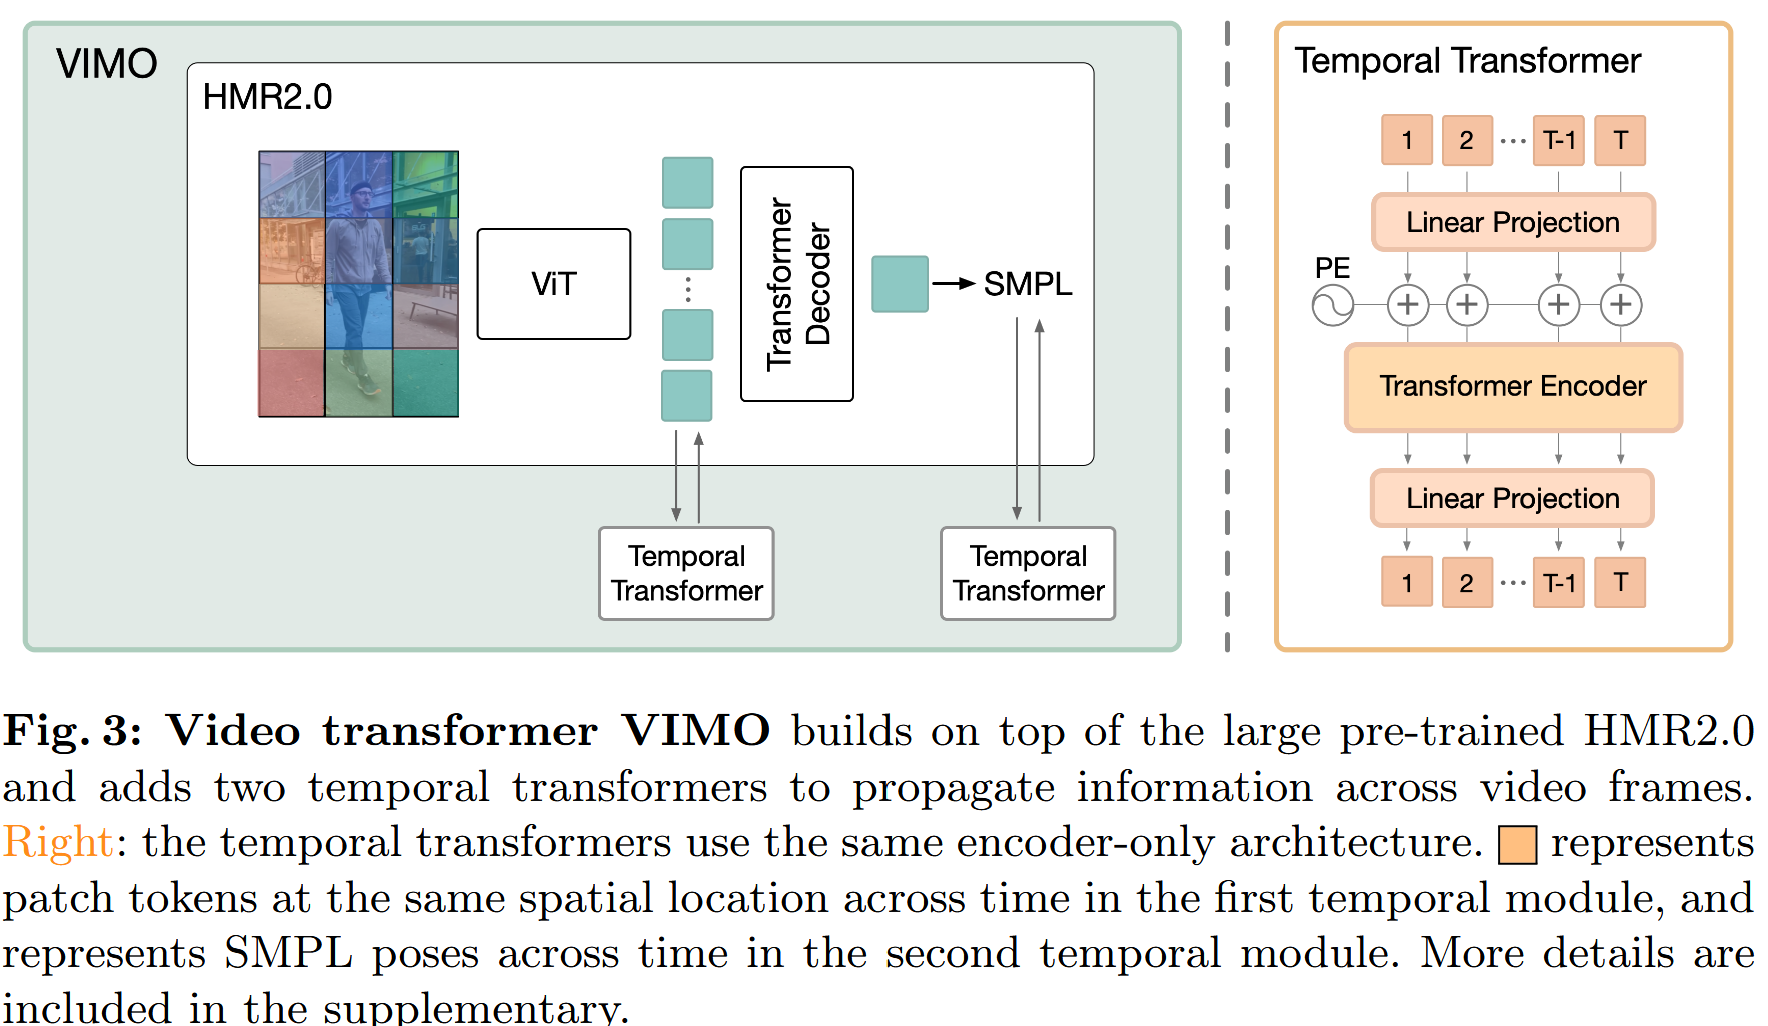 VIMO
HMR2.0
ViT
Transformer
Decoder
SMPL
Temporal
Transformer
Temporal
Transformer
Temporal Transformer
1 2 ... T-1 T
Linear Projection
PE
+ + + +
Transformer Encoder
Linear Projection
1 2 ... T-1 T
Fig. 3: Video transformer VIMO builds on top of the large pre-trained HMR2.0
and adds two temporal transformers to propagate information across video frames.
Right: the temporal transformers use the same encoder-only architecture. represents
patch tokens at the same spatial location across time in the first temporal module, and
represents SMPL poses across time in the second temporal module. More details are
included in the supplementary.